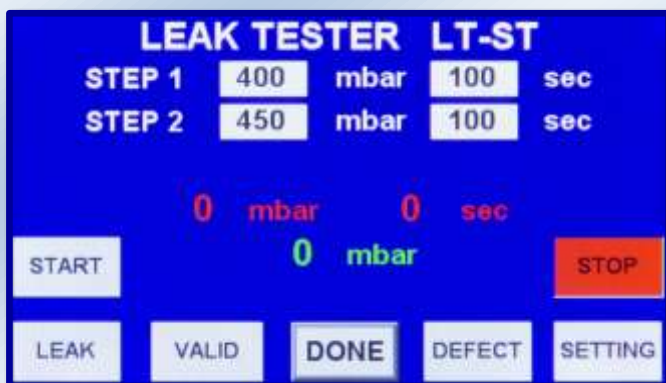 LEAK TESTER LT-ST
STEP 1 400 mbar 100 sec
STEP 2 450 mbar 100 sec
0 mbar 0 sec
0 mbar
START STOP
LEAK VALID DONE DEFECT SETTING